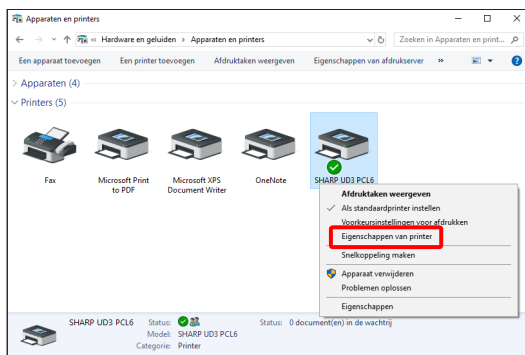 Apparaten en printers
« Hardware en geluiden › Apparaten en printers
Zoeken in Apparaten en print...
Een apparaat toevoegen Een printer toevoegen Afdruktaken weergeven Eigenschappen van afdrukserver »
Apparaten (4)
Printers (5)
Fax
Microsoft Print to PDF
Microsoft XPS Document Writer
OneNote
SHARP UD3 PCL6
Afdruktaken weergeven
Als standaardprinter instellen
Voorkeursinstellingen voor afdrukken
Eigenschappen van printer
Snelkoppeling maken
Apparaat verwijderen
Problemen oplossen
Eigenschappen
SHARP UD3 PCL6 Status: Status: 0 document(en) in de wachtrij
Model: SHARP UD3 PCL6
Categorie: Printer